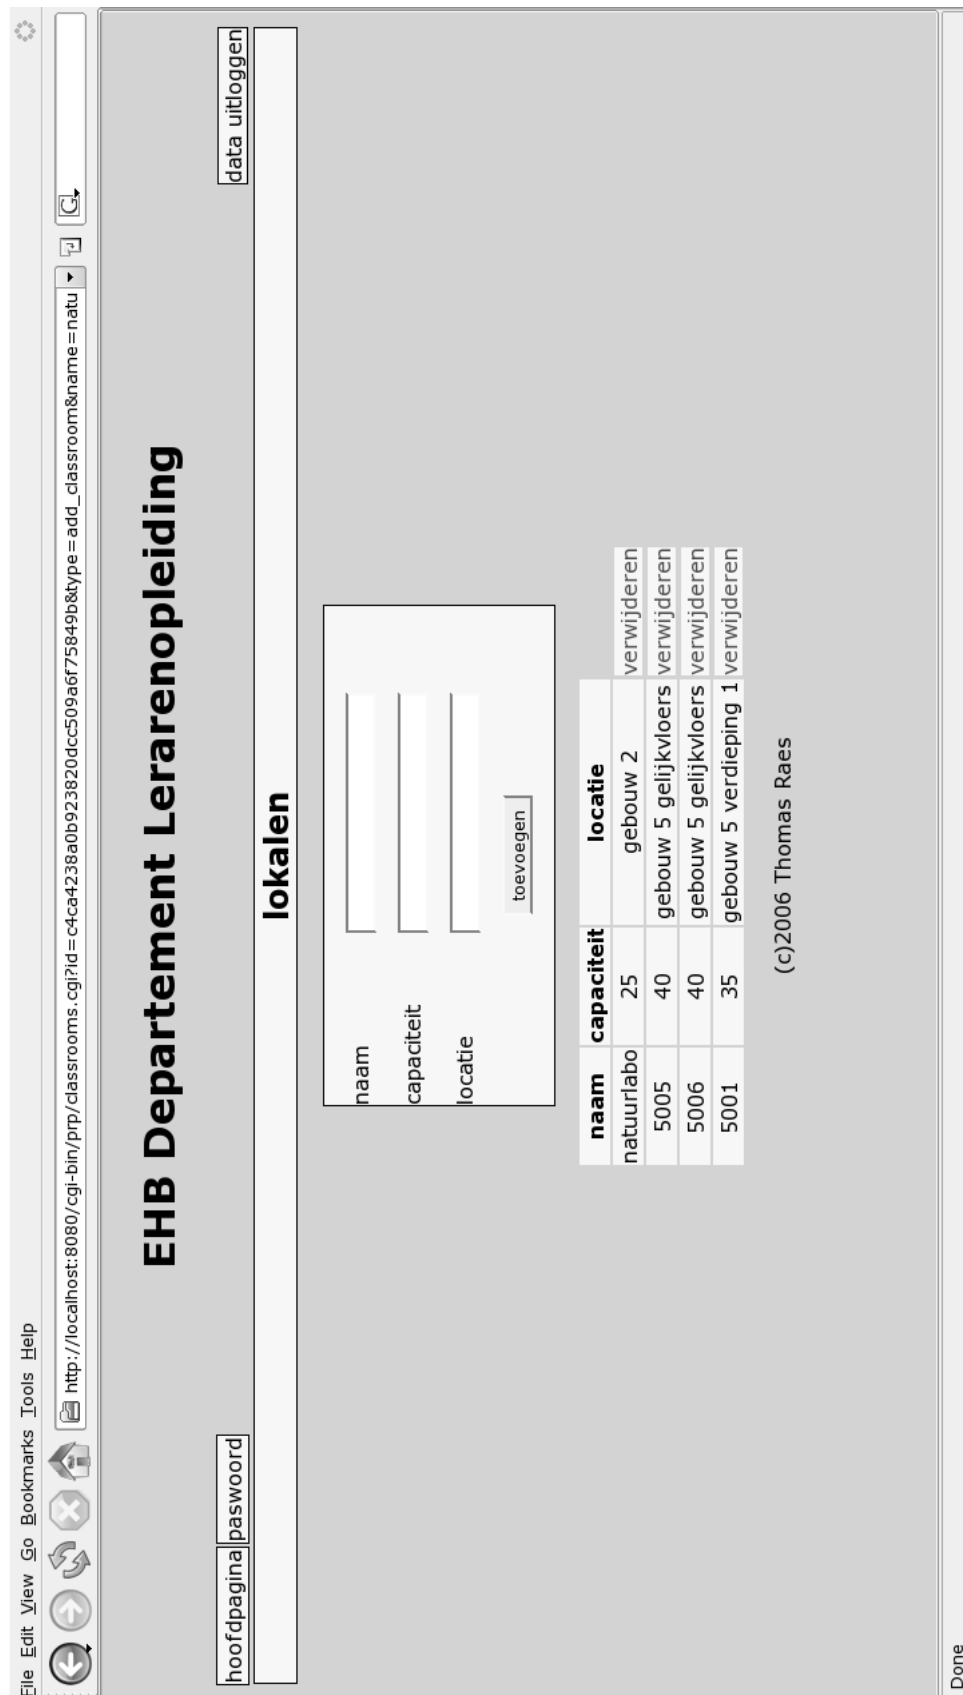 File Edit View Go Bookmarks Tools Help
http://localhost:8080/cgi-bin/prp/classrooms.cgi?id=c4ca4238a0b923820dcc509a6f75849b&type=add_classroom&name=natu
G
EHB Departement Lerarenopleiding
hoofdpagina paswoord data uitloggen
lokalen
naam
capaciteit
locatie
toevoegen
naam capaciteit locatie
natuurlabo 25 gebouw 2 verwijderen
5005 40 gebouw 5 gelijkvloers verwijderen
5006 40 gebouw 5 gelijkvloers verwijderen
5001 35 gebouw 5 verdieping 1 verwijderen
(c)2006 Thomas Raes
Done